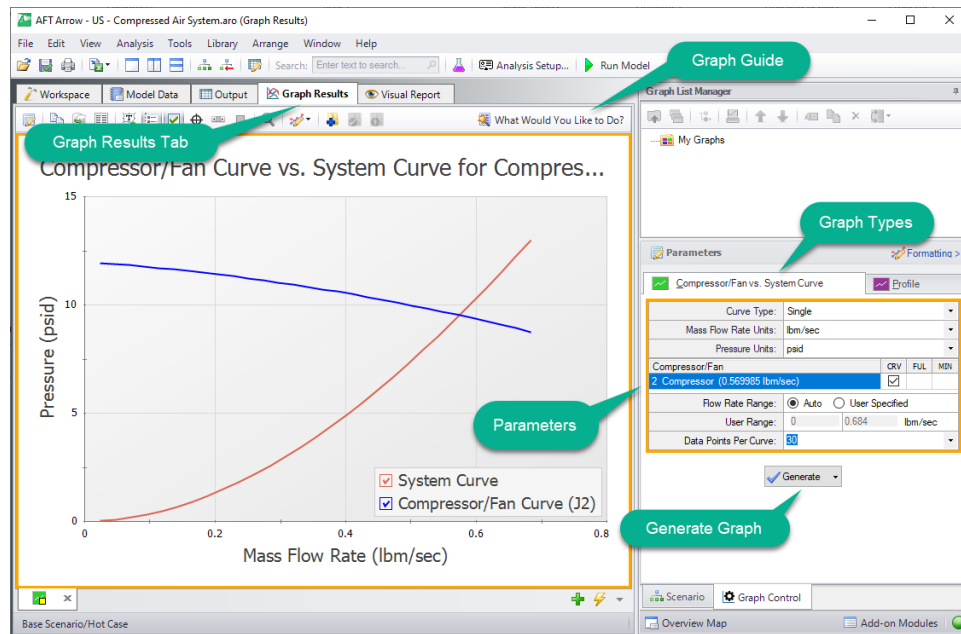 AFT Arrow - US - Compressed Air System.aro (Graph Results)
File Edit View Analysis Tools Library Arrange Window Help
Search: Enter text to search... Analysis Setup... Run Model
Graph Guide
Workspace Model Data Output Graph Results Visual Report
Graph List Manager
What Would You Like to Do?
Graph Results Tab
My Graphs
Compressor/Fan Curve vs. System Curve for Compres...
Graph Types
Parameters Formatting >
Compressor/Fan vs. System Curve Profile
Curve Type: Single
Mass Flow Rate Units: lbm/sec
Pressure Units: psid
Compressor/Fan CRV FUL MIN
2 Compressor (0.569985 lbm/sec)
Flow Rate Range: Auto User Specified
User Range: 0 0.684 lbm/sec
Data Points Per Curve: 30
Parameters
Generate
Generate Graph
15
10
5
0
Pressure (psid)
System Curve
Compressor/Fan Curve (J2)
0 0.2 0.4 0.6 0.8
Mass Flow Rate (lbm/sec)
Scenario Graph Control
Base Scenario/Hot Case
Overview Map Add-on Modules